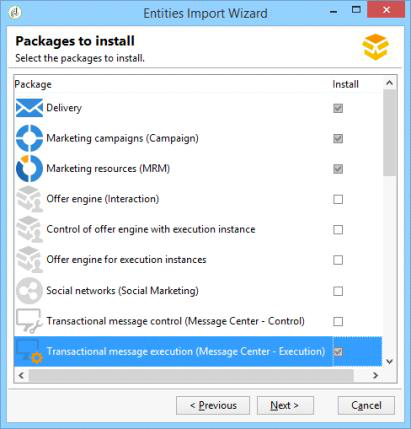 Entities Import Wizard
Packages to install
Select the packages to install.
Package Install
Delivery
Marketing campaigns (Campaign)
Marketing resources (MRM)
Offer engine (Interaction)
Control of offer engine with execution instance
Offer engine for execution instances
Social networks (Social Marketing)
Transactional message control (Message Center - Control)
Transactional message execution (Message Center - Execution)
< Previous Next > Cancel